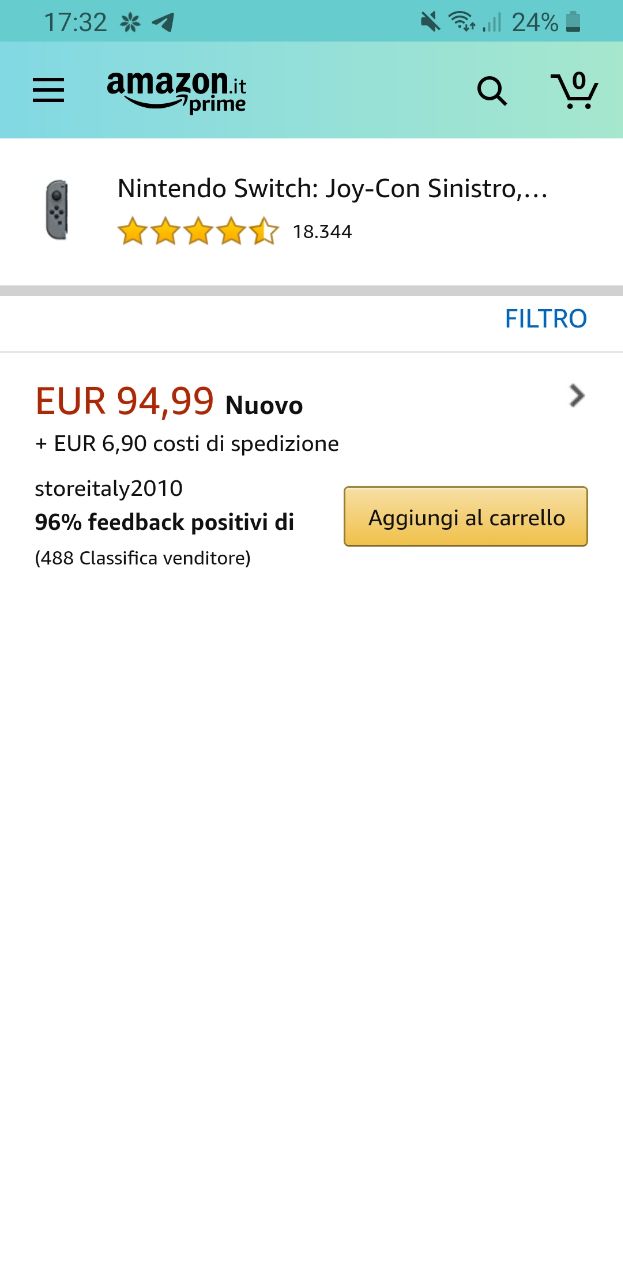 17:32
24%
amazon.it
prime
0
Nintendo Switch: Joy-Con Sinistro,...
18.344
FILTRO
EUR 94,99 Nuovo
+ EUR 6,90 costi di spedizione
storeitaly2010
96% feedback positivi di
(488 Classifica venditore)
Aggiungi al carrello